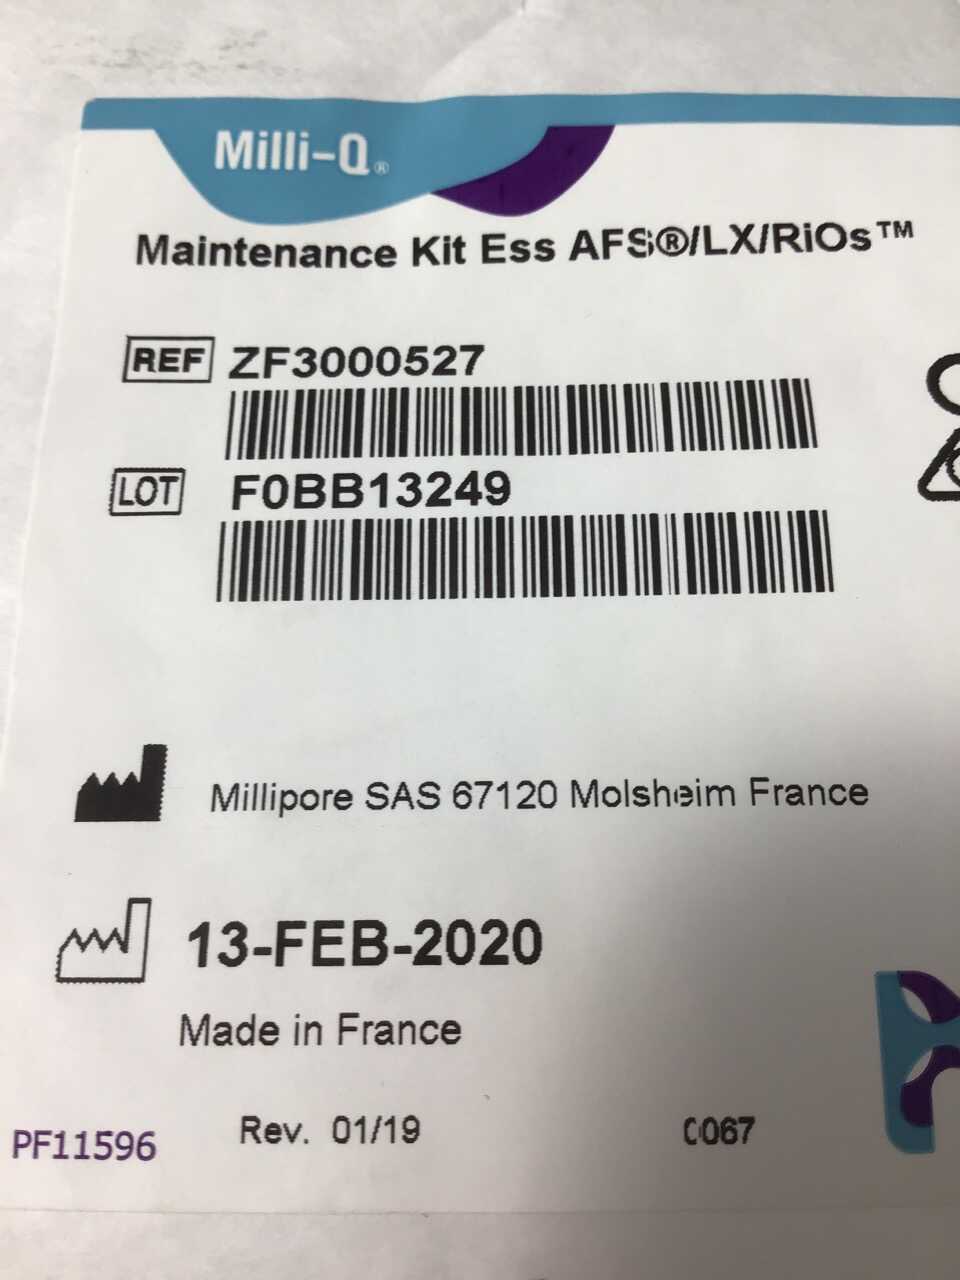 Milli-Q®
Maintenance Kit Ess AFS®/LX/RiOs™
REF ZF3000527
LOT F0BB13249
Millipore SAS 67120 Molsheim France
13-FEB-2020
Made in France
PF11596 Rev. 01/19 0067